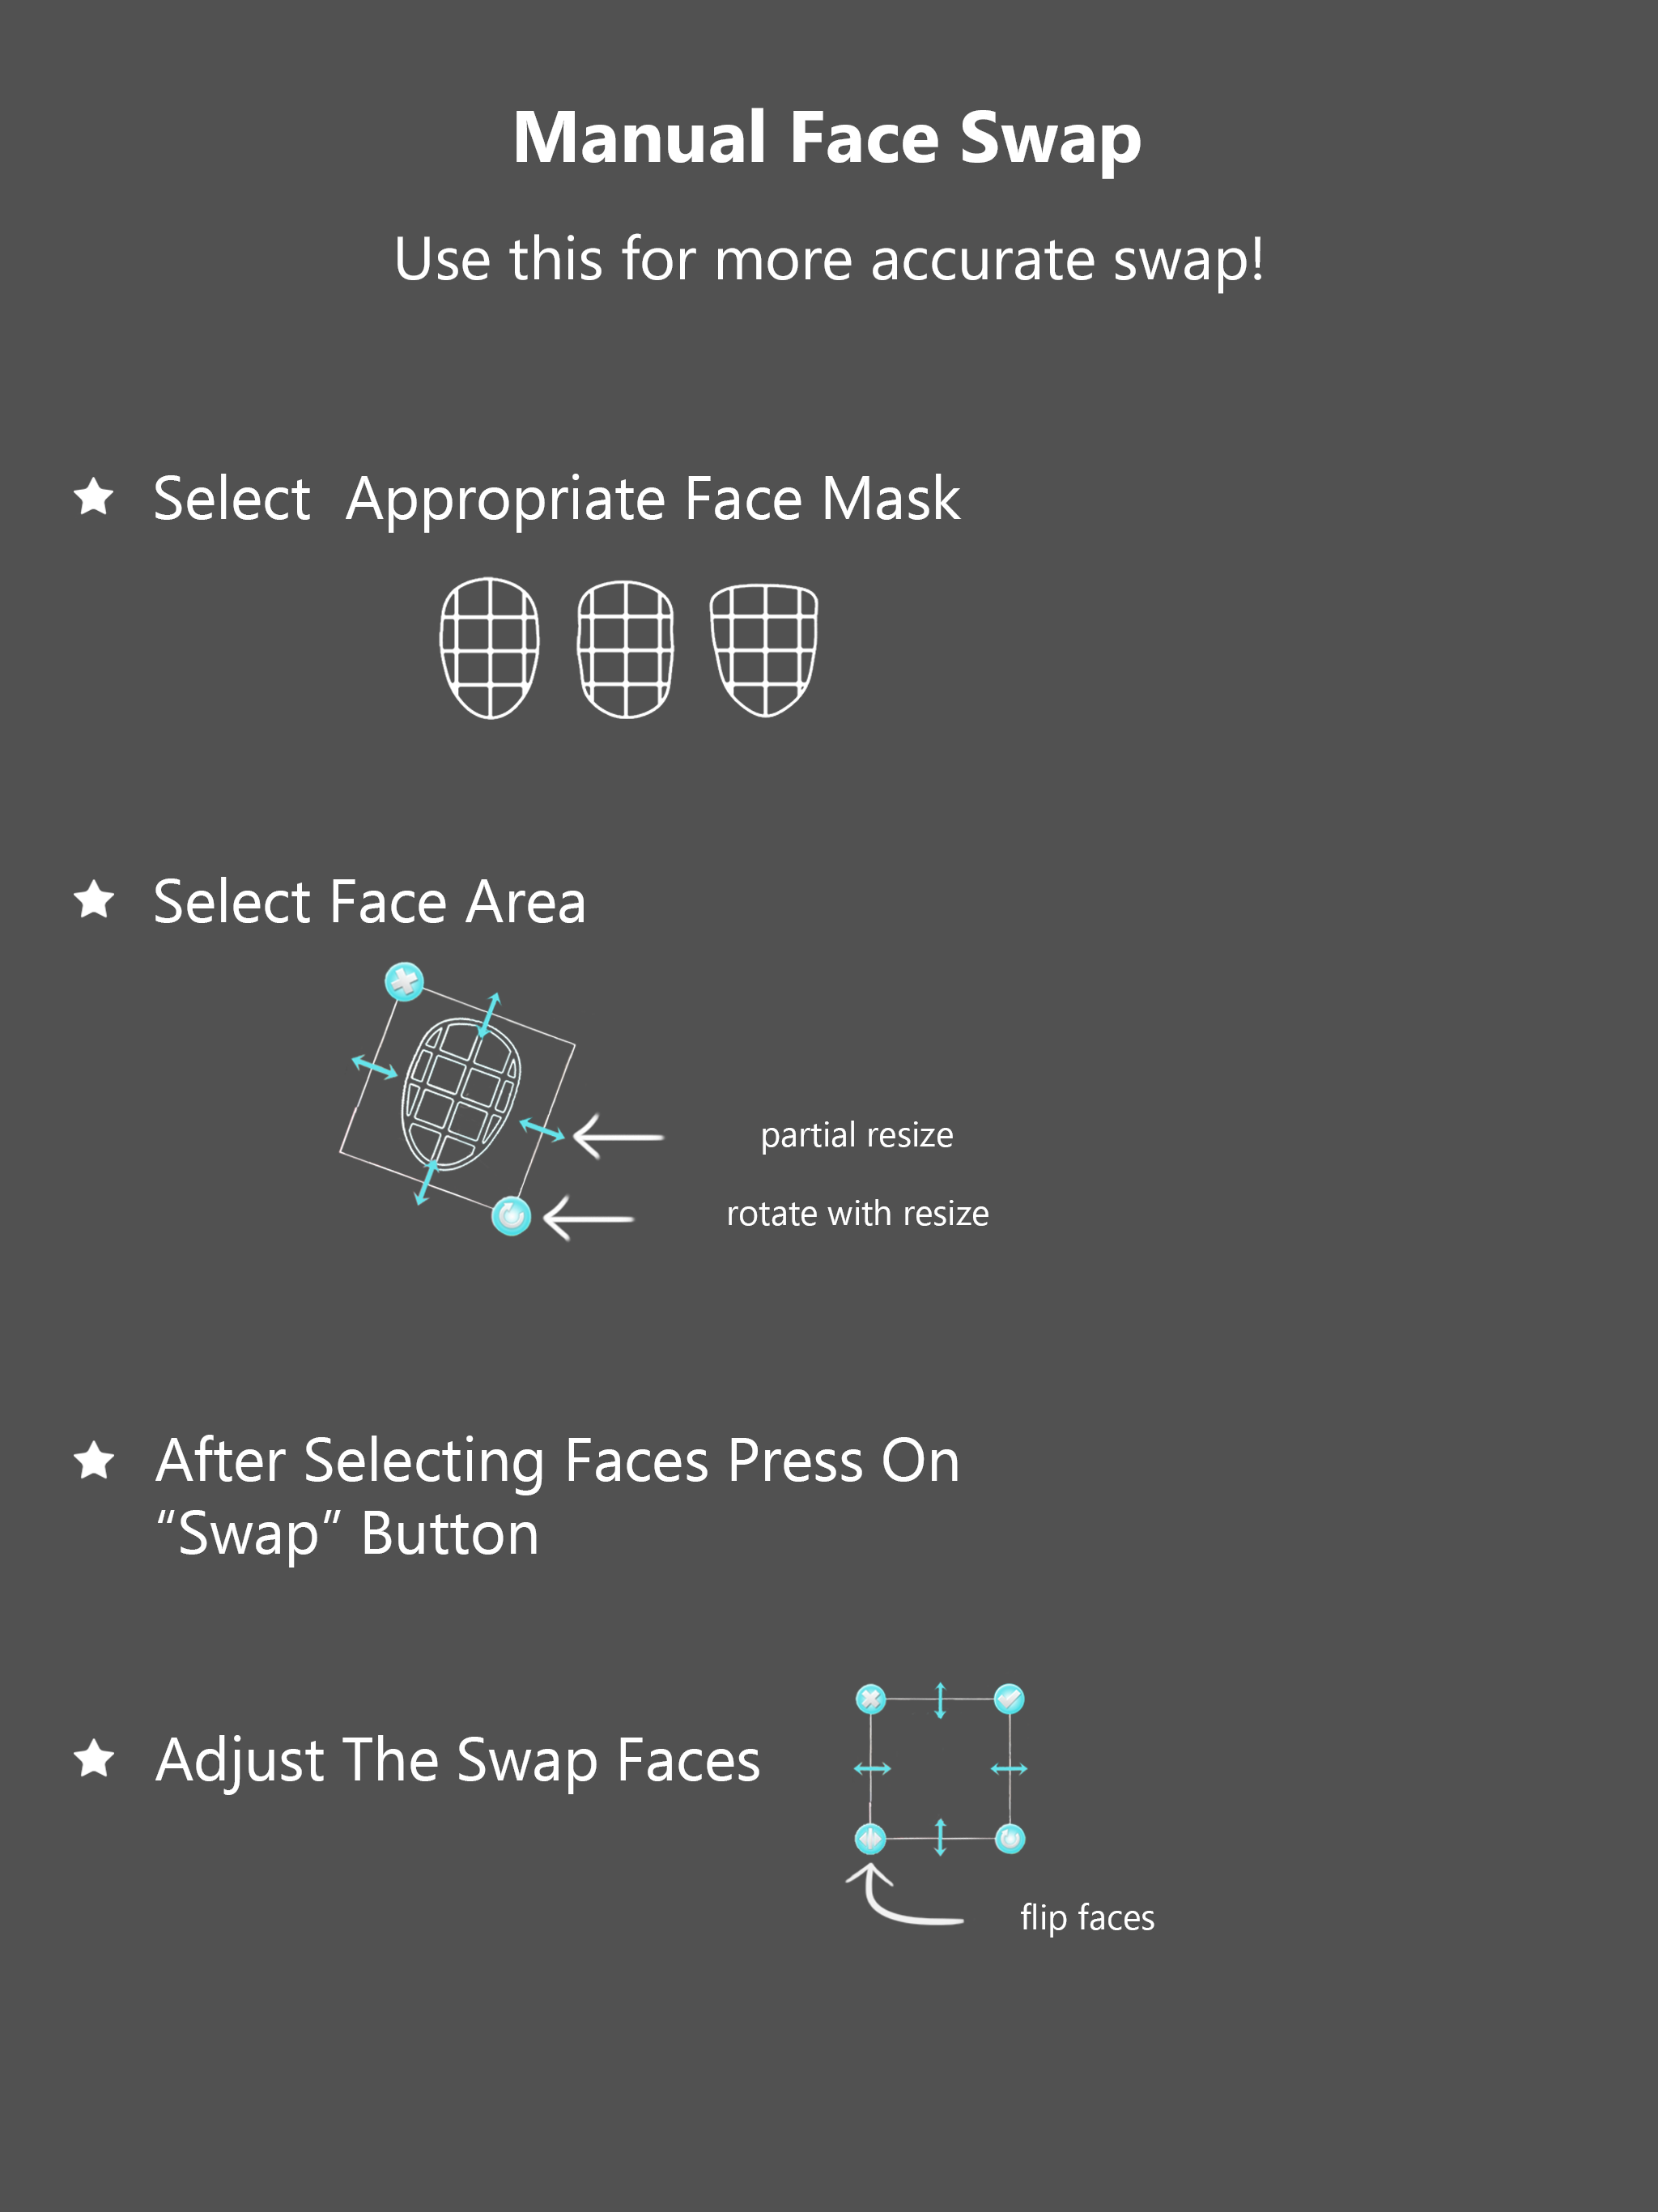 Manual Face Swap
Use this for more accurate swap!
Select Appropriate Face Mask
Select Face Area
partial resize
rotate with resize
After Selecting Faces Press On
“Swap” Button
Adjust The Swap Faces
flip faces